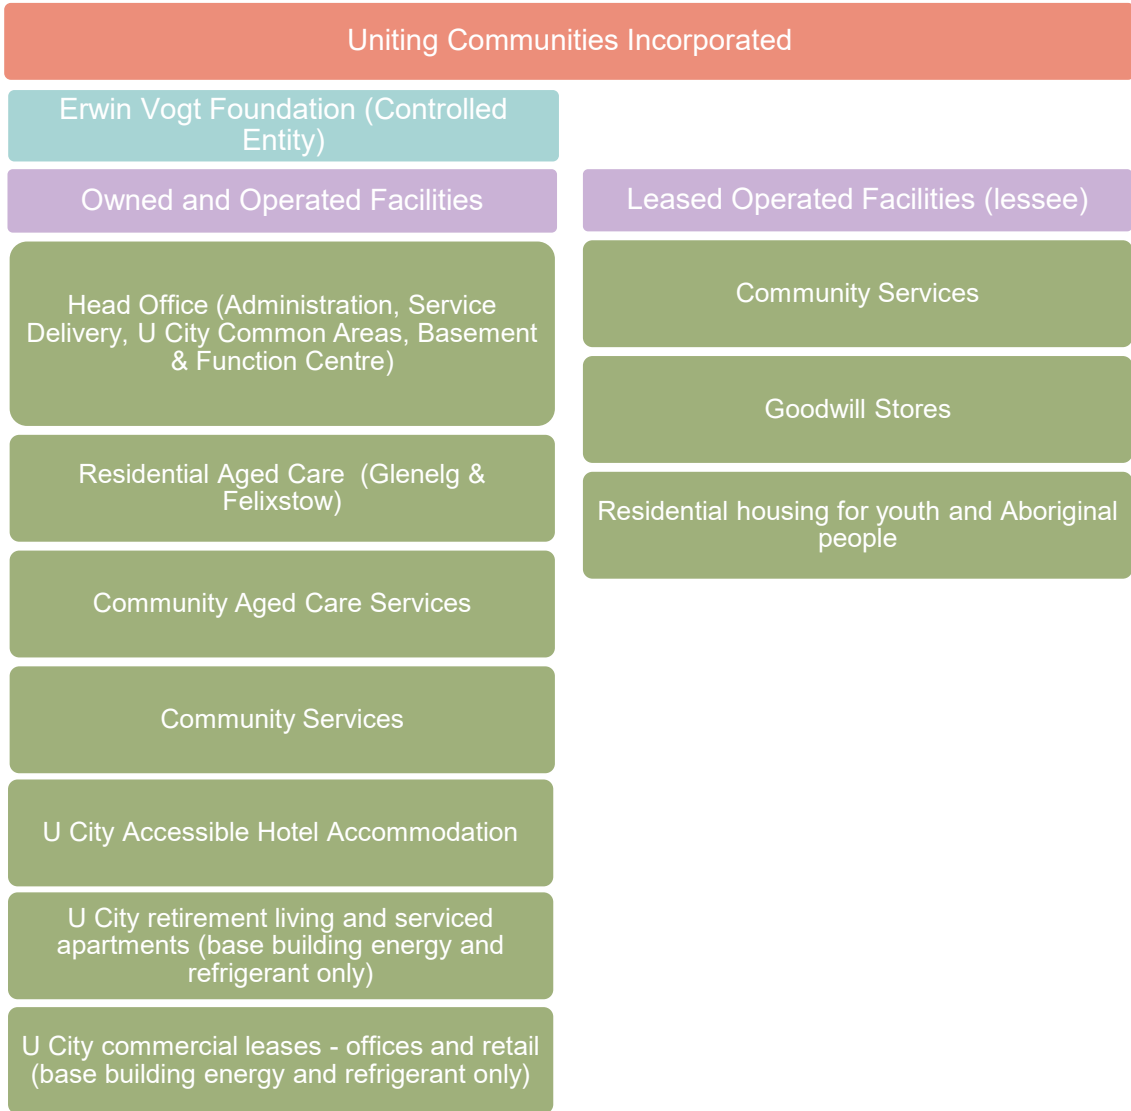 Uniting Communities Incorporated
Erwin Vogt Foundation (Controlled
Entity)
Owned and Operated Facilities
Head Office (Administration, Service
Delivery, U City Common Areas, Basement
& Function Centre)
Residential Aged Care  (Glenelg &
Felixstow)
Community Aged Care Services
Community Services
U City Accessible Hotel Accommodation
U City retirement living and serviced
apartments (base building energy and
refrigerant only)
U City commercial leases - offices and retail
(base building energy and refrigerant only)
Leased Operated Facilities (lessee)
Community Services
Goodwill Stores
Residential housing for youth and Aboriginal
people